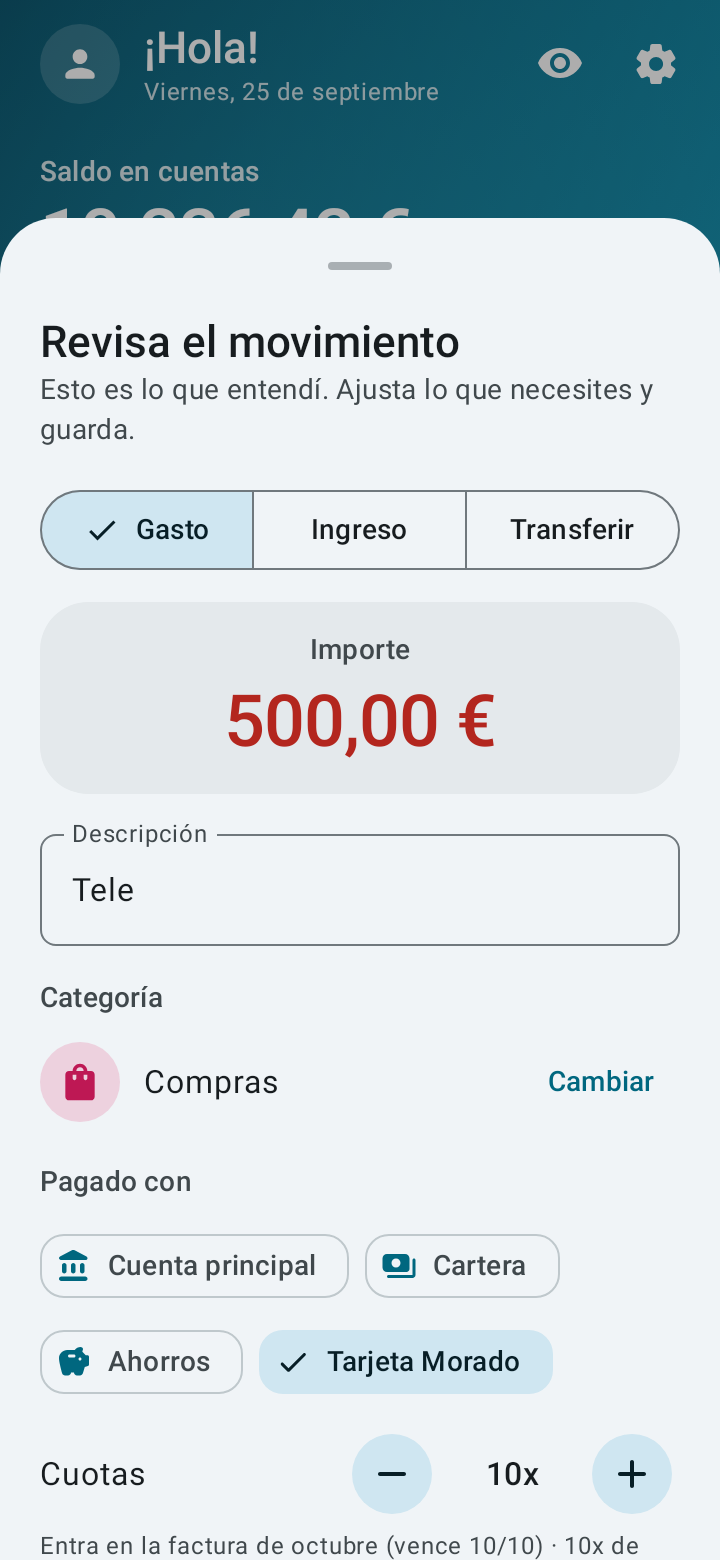 ¡Hola!
Viernes, 25 de septiembre
Saldo en cuentas
Revisa el movimiento
Esto es lo que entendí. Ajusta lo que necesites y
guarda.
Gasto
Ingreso
Transferir
Importe
500,00 €
Descripción
Tele
Categoría
Compras
Cambiar
Pagado con
Cuenta principal
Cartera
Ahorros
Tarjeta Morado
Cuotas
10x
Entra en la factura de octubre (vence 10/10) · 10x de